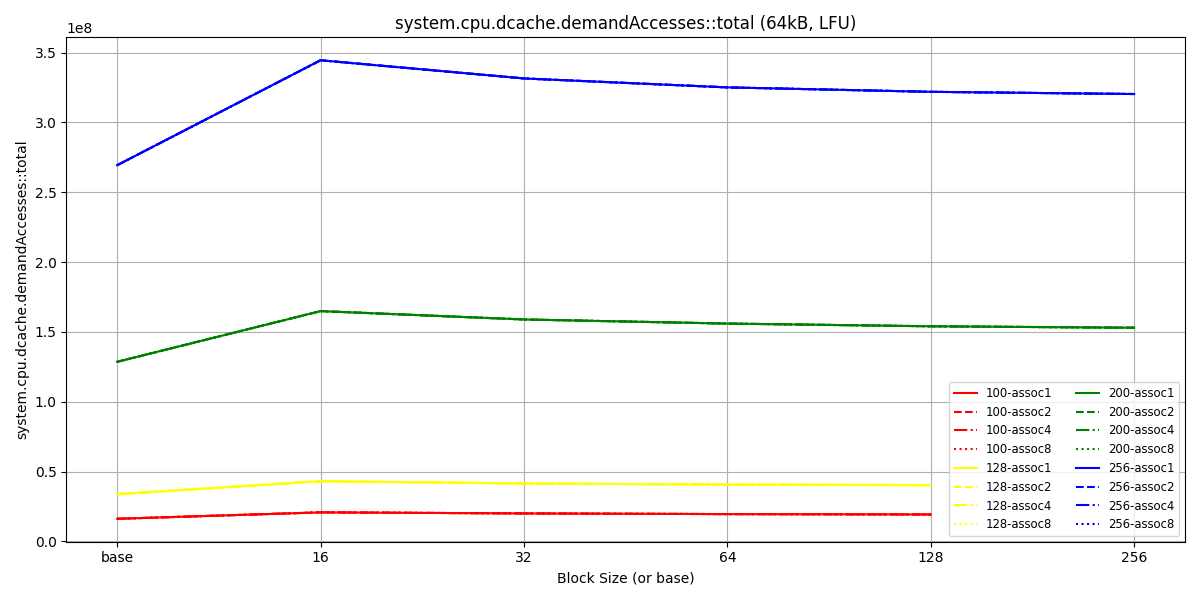 system.cpu.dcache.demandAccesses::total (64kB, LFU)
1e8
3.5
3.0
2.5
2.0
1.5
1.0
0.5
0.0
system.cpu.dcache.demandAccesses::total
base 16 32 64 128 256
Block Size (or base)
100-assoc1
100-assoc2
100-assoc4
100-assoc8
128-assoc1
128-assoc2
128-assoc4
128-assoc8
200-assoc1
200-assoc2
200-assoc4
200-assoc8
256-assoc1
256-assoc2
256-assoc4
256-assoc8